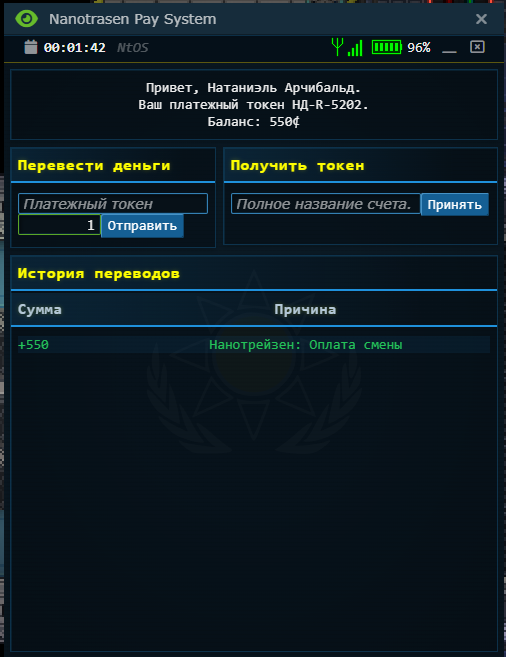 Nanotrasen Pay System
00:01:42 NtOS 96%
Привет, Натаниэль Арчибальд.
Ваш платежный токен НД-R-5202.
Баланс: 550¢
Перевести деньги
Получить токен
Платежный токен
Полное название счета. Принять
1 Отправить
История переводов
Сумма Причина
+550 Нанотрейзен: Оплата смены